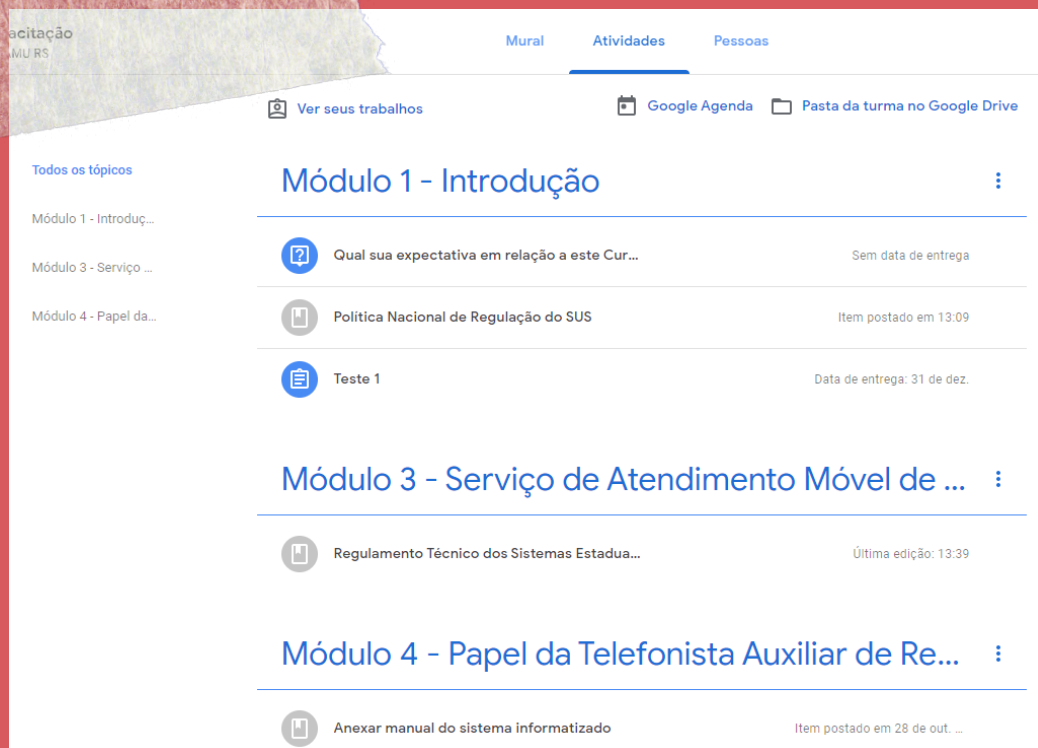 acitação
MU RS
Mural
Atividades
Pessoas
Ver seus trabalhos
Google Agenda
Pasta da turma no Google Drive
Todos os tópicos
Módulo 1 - Introduç...
Módulo 3 - Serviço ...
Módulo 4 - Papel da...
Módulo 1 - Introdução
Qual sua expectativa em relação a este Cur...
Sem data de entrega
Política Nacional de Regulação do SUS
Item postado em 13:09
Teste 1
Data de entrega: 31 de dez.
Módulo 3 - Serviço de Atendimento Móvel de ...
Regulamento Técnico dos Sistemas Estadua...
Última edição: 13:39
Módulo 4 - Papel da Telefonista Auxiliar de Re...
Anexar manual do sistema informatizado
Item postado em 28 de out. ...